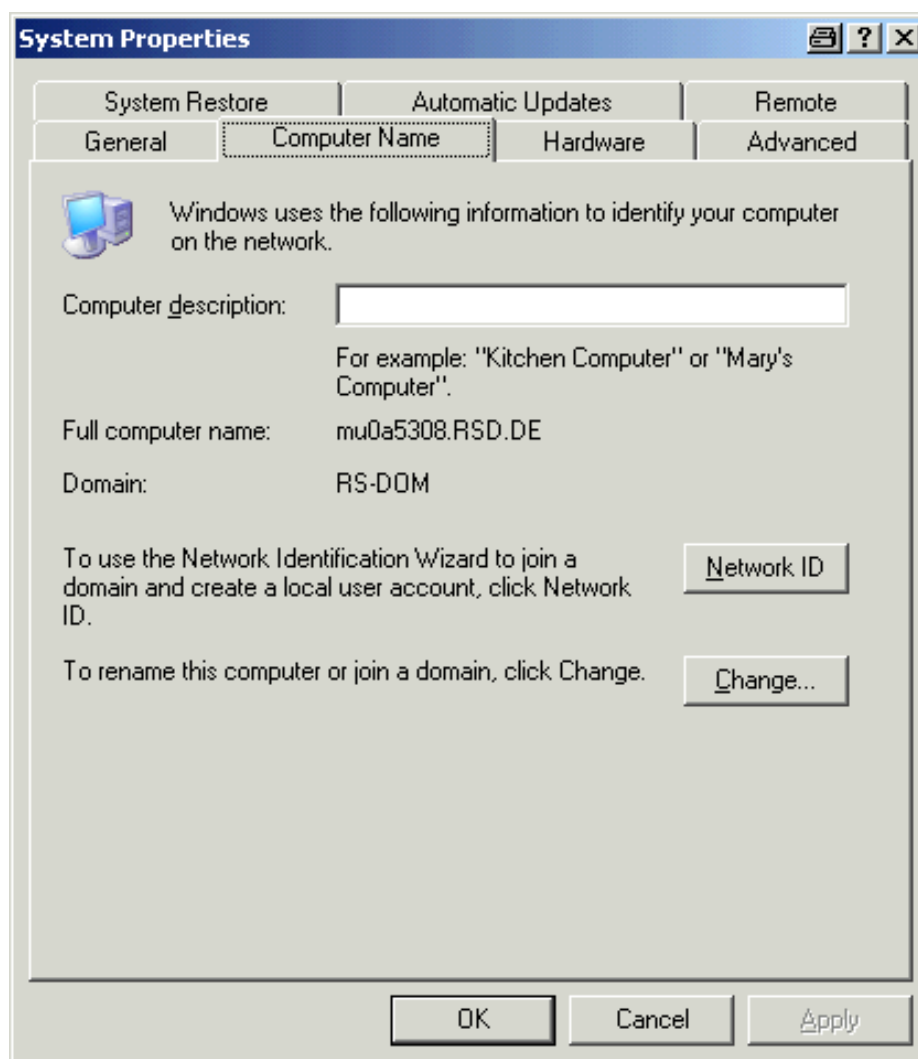 System Properties
System Restore
Automatic Updates
Remote
General
Computer Name
Hardware
Advanced
Windows uses the following information to identify your computer
on the network.
Computer description:
For example: "Kitchen Computer" or "Mary's
Computer".
Full computer name:
mu0a5308.RSD.DE
Domain:
RS-DOM
To use the Network Identification Wizard to join a
domain and create a local user account, click Network
ID.
Network ID
To rename this computer or join a domain, click Change.
Change...
OK
Cancel
Apply